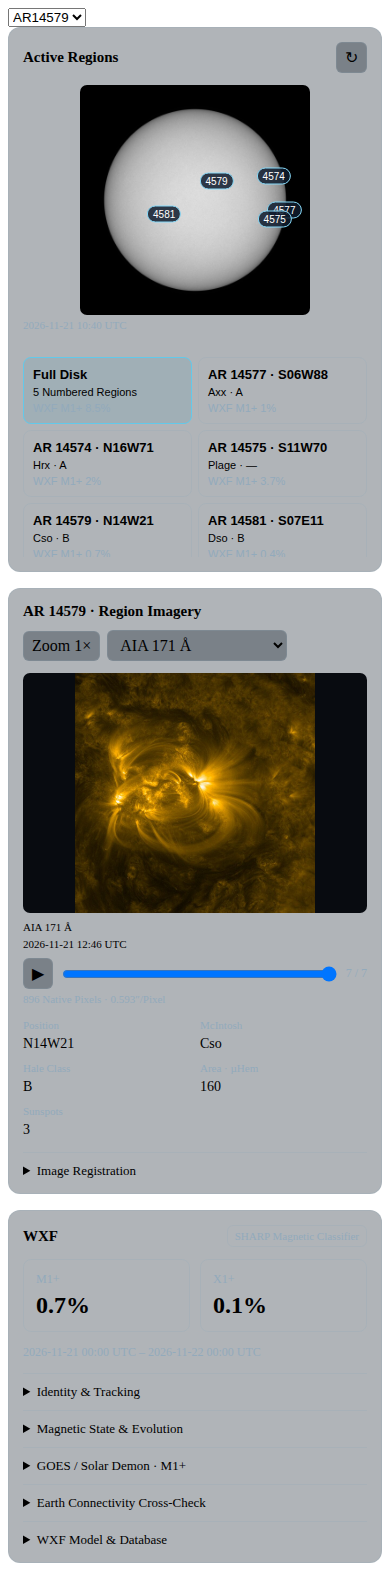 AR14579
Active Regions
↻
4579
4574
4577
4575
4581
2026-11-21 10:40 UTC
Full Disk
5 Numbered Regions
AR 14577 · S06W88
Axx · A
WXF M1+ 1%
AR 14574 · N16W71
Hrx · A
WXF M1+ 2%
AR 14575 · S11W70
Plage · —
WXF M1+ 3.7%
AR 14579 · N14W21
Cso · B
WXF M1+ 0.7%
AR 14581 · S07E11
Dso · B
WXF M1+ 0.4%
AR 14579 · Region Imagery
Zoom 1×
AIA 171 Å
AIA 171 Å
2026-11-21 12:46 UTC
▶
7 / 7
Native Pixels · 0.503"/Pixel
Position
McIntosh
N14W21
Cso
Hale Class
Area · μHem
B
160
Sunspots
3
▶ Image Registration
WXF
SHARP Magnetic Classifier
M1+
X1+
0.7%
0.1%
2026-11-21 00:00 UTC – 2026-11-22 00:00 UTC
▶ Identity & Tracking
▶ Magnetic State & Evolution
▶ GOES / Solar Demon · M1+
▶ Earth Connectivity Cross-Check
▶ WXF Model & Database